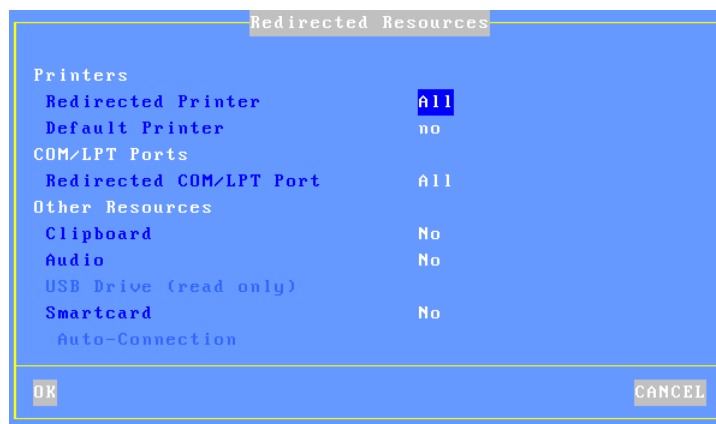 Redirected Resources
Printers
Redirected Printer All
Default Printer no
COM/LPT Ports
Redirected COM/LPT Port All
Other Resources
Clipboard No
Audio No
USB Drive (read only)
Smartcard No
Auto-Connection
OK CANCEL